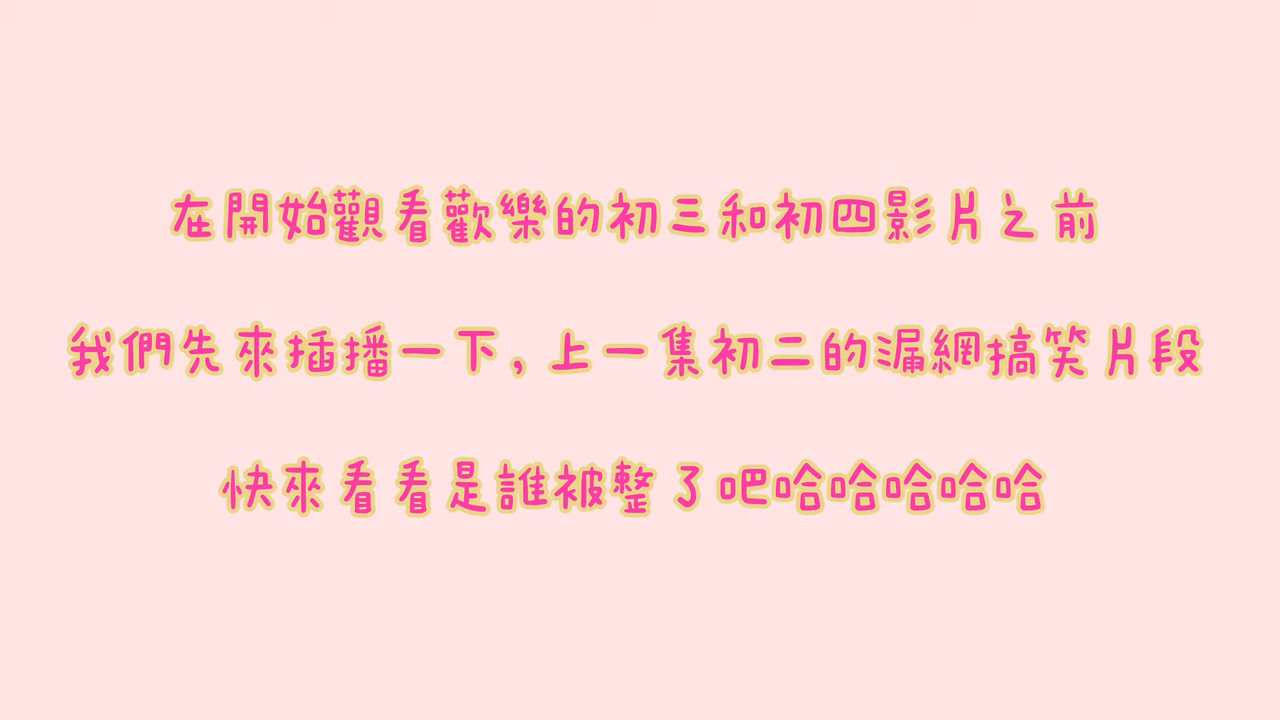 在開始觀看歡樂的初三和初四影片之前
我們先來插播一下,上一集初二的漏網搞笑片段
快來看看是誰被整了吧哈哈哈哈哈